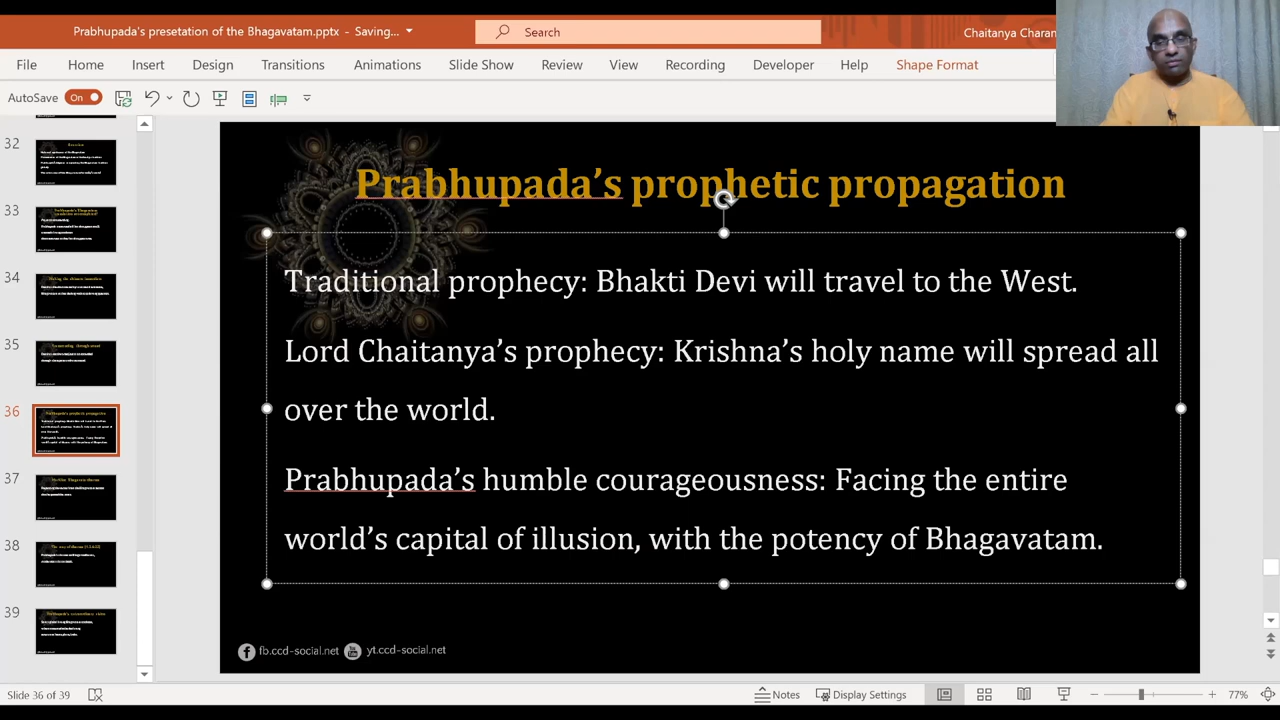 Prabhupada's presetation of the Bhagavatam.pptx - Saving...
Search
Chaitanya Charan
File Home Insert Design Transitions Animations Slide Show Review View Recording Developer Help Shape Format
AutoSave On
32
33
34
35
36
37
38
39
Prabhupada’s prophetic propagation
Traditional prophecy: Bhakti Devi will travel to the West.
Lord Chaitanya’s prophecy: Krishna’s holy name will spread all
over the world.
Prabhupada’s humble courageousness: Facing the entire
world’s capital of illusion, with the potency of Bhagavatam.
fb.ccd-social.net yt.ccd-social.net
Slide 36 of 39 Notes Display Settings 77%